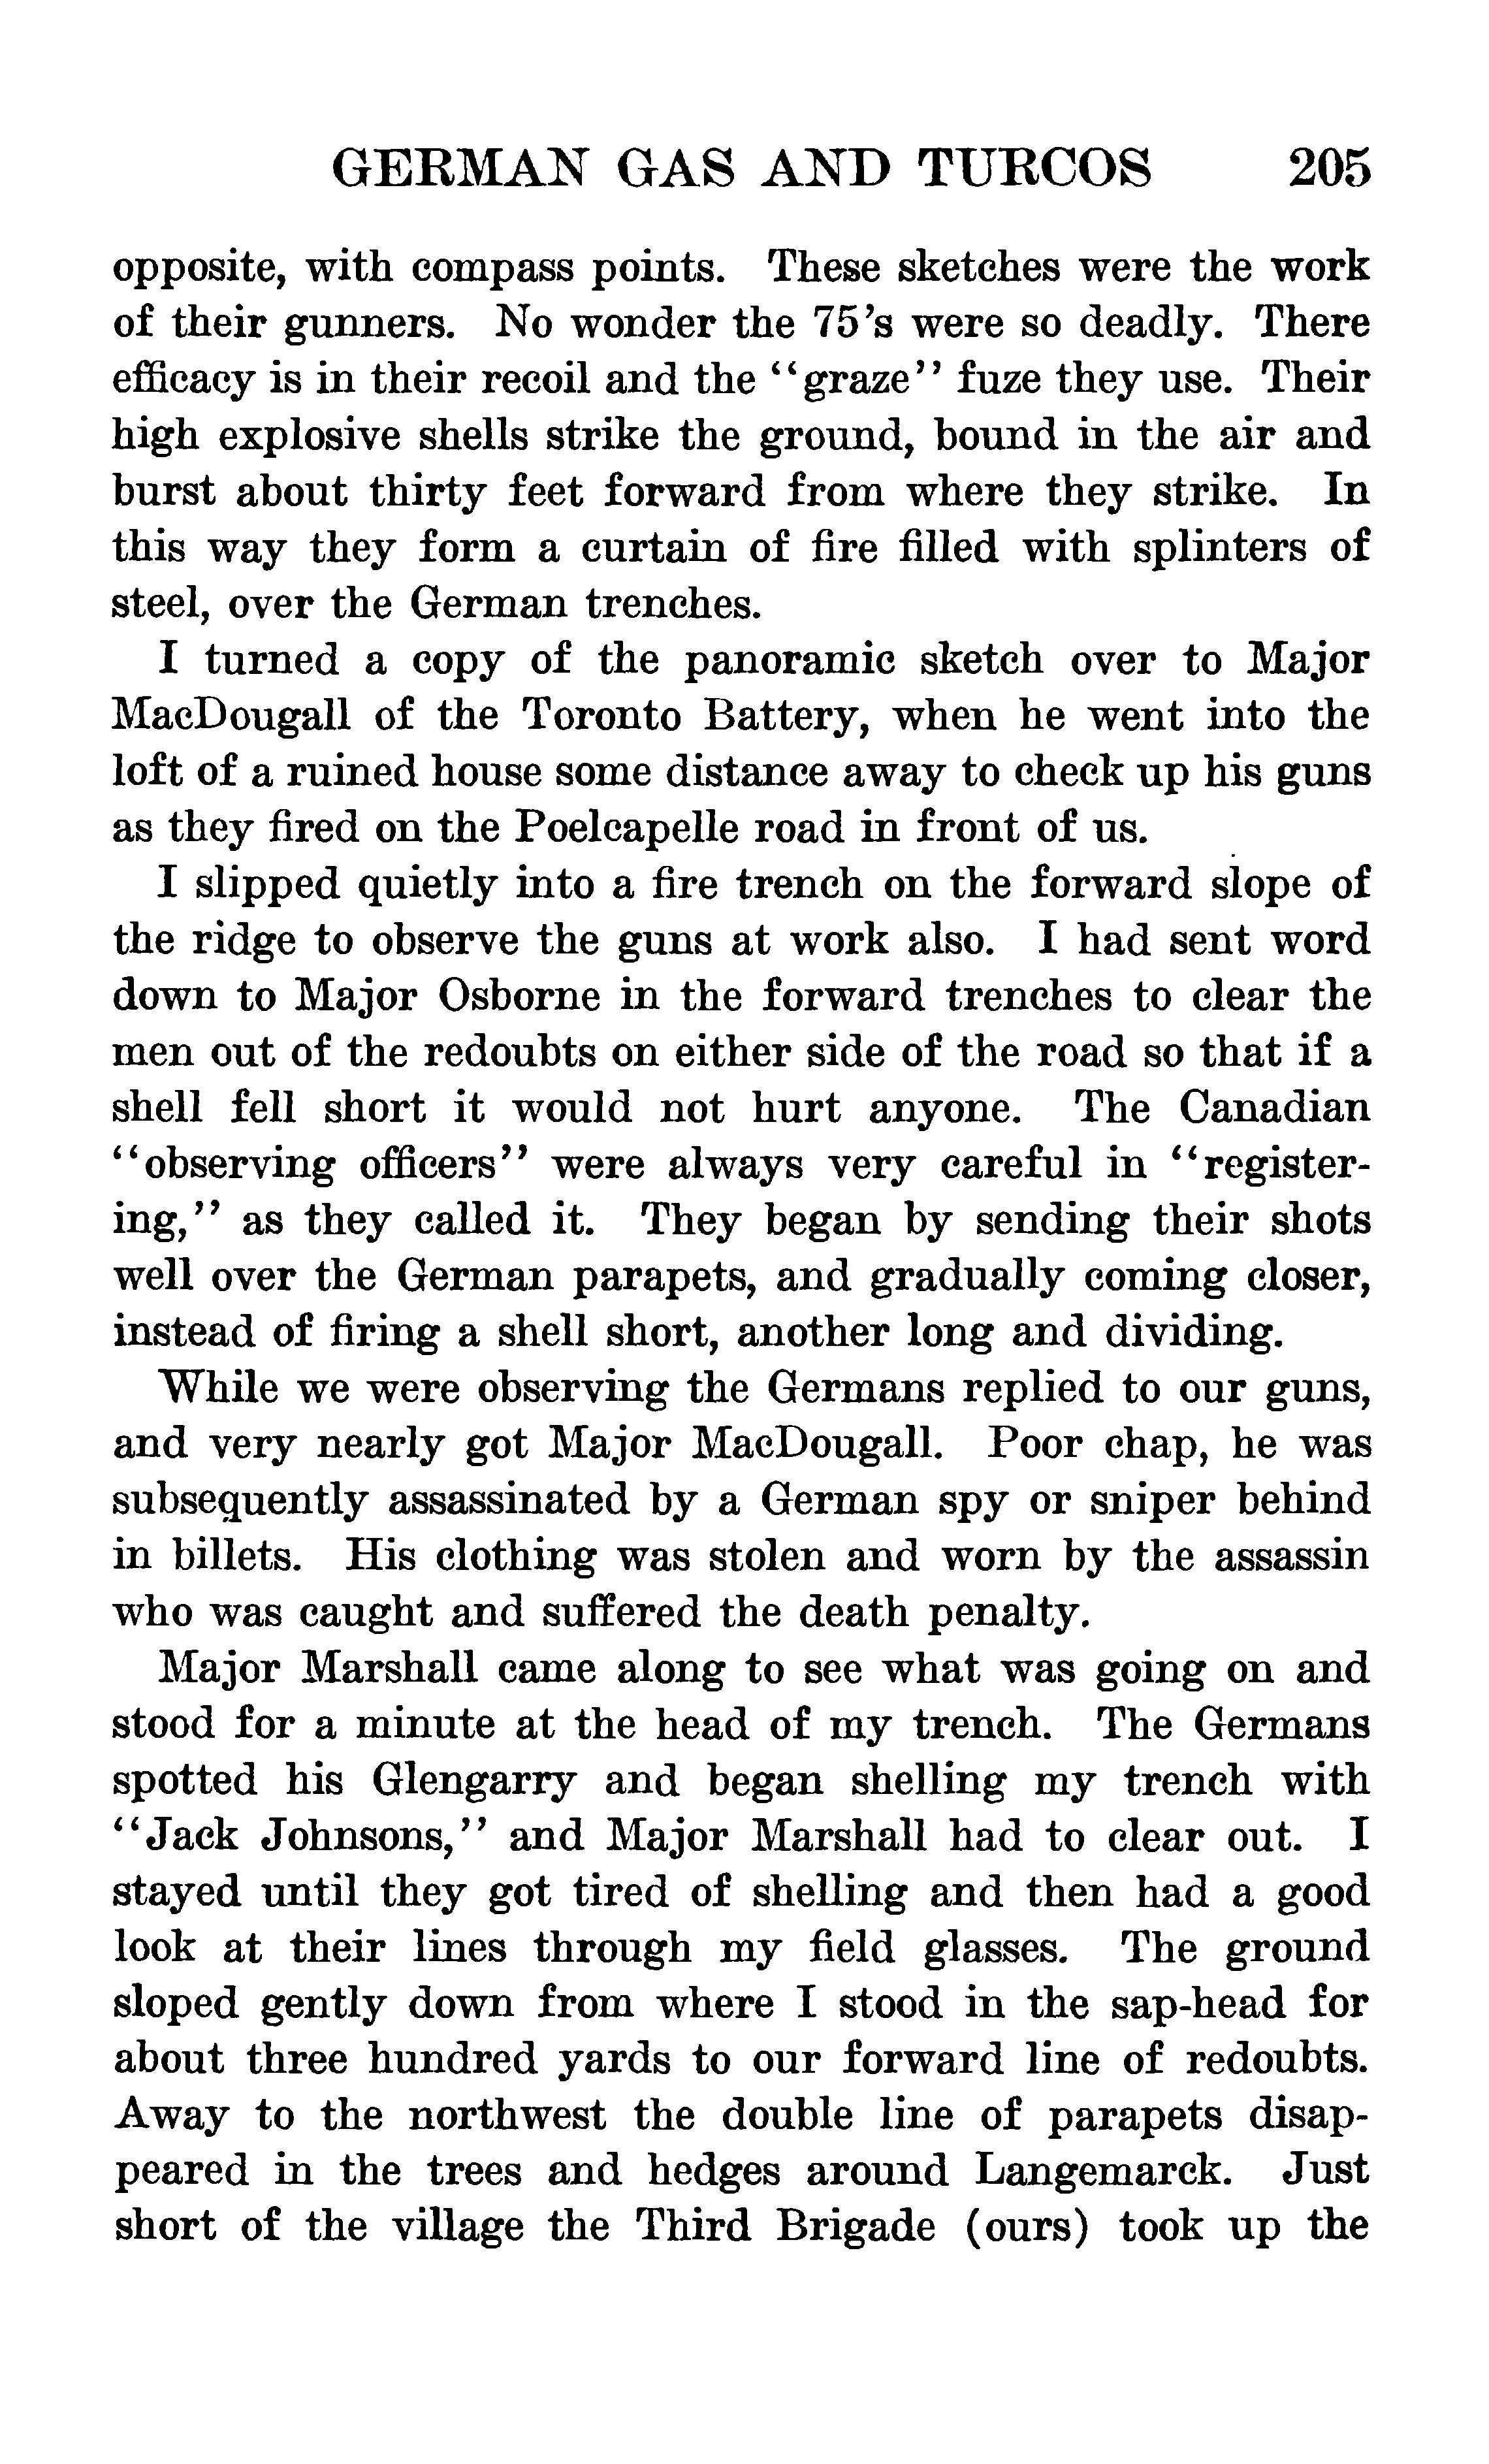 GERMAN GAS AND TURCOS 205
opposite, with compass points. These sketches were the work
of their gunners. No wonder the 75's were so deadly. There
efficacy is in their recoil and the "graze" fuze they use. Their
high explosive shells strike the ground, bound in the air and
burst about thirty feet forward from where they strike. In
this way they form a curtain of fire filled with splinters of
steel, over the German trenches.
I turned a copy of the panoramic sketch over to Major
MacDougall of the Toronto Battery, when he went into the
loft of a ruined house some distance away to check up his guns
as they fired on the Poelcapelle road in front of us.
I slipped quietly into a fire trench on the forward slope of
the ridge to observe the guns at work also. I had sent word
down to Major Osborne in the forward trenches to clear the
men out of the redoubts on either side of the road so that if a
shell fell short it would not hurt anyone. The Canadian
"observing officers" were always very careful in "register-
ing," as they called it. They began by sending their shots
well over the German parapets, and gradually coming closer,
instead of firing a shell short, another long and dividing.
While we were observing the Germans replied to our guns,
and very nearly got Major MacDougall. Poor chap, he was
subsequently assassinated by a German spy or sniper behind
in billets. His clothing was stolen and worn by the assassin
who was caught and suffered the death penalty.
Major Marshall came along to see what was going on and
stood for a minute at the head of my trench. The Germans
spotted his Glengarry and began shelling my trench with
"Jack Johnsons," and Major Marshall had to clear out. I
stayed until they got tired of shelling and then had a good
look at their lines through my field glasses. The ground
sloped gently down from where I stood in the sap-head for
about three hundred yards to our forward line of redoubts.
Away to the northwest the double line of parapets disap-
peared in the trees and hedges around Langemarck. Just
short of the village the Third Brigade (ours) took up the